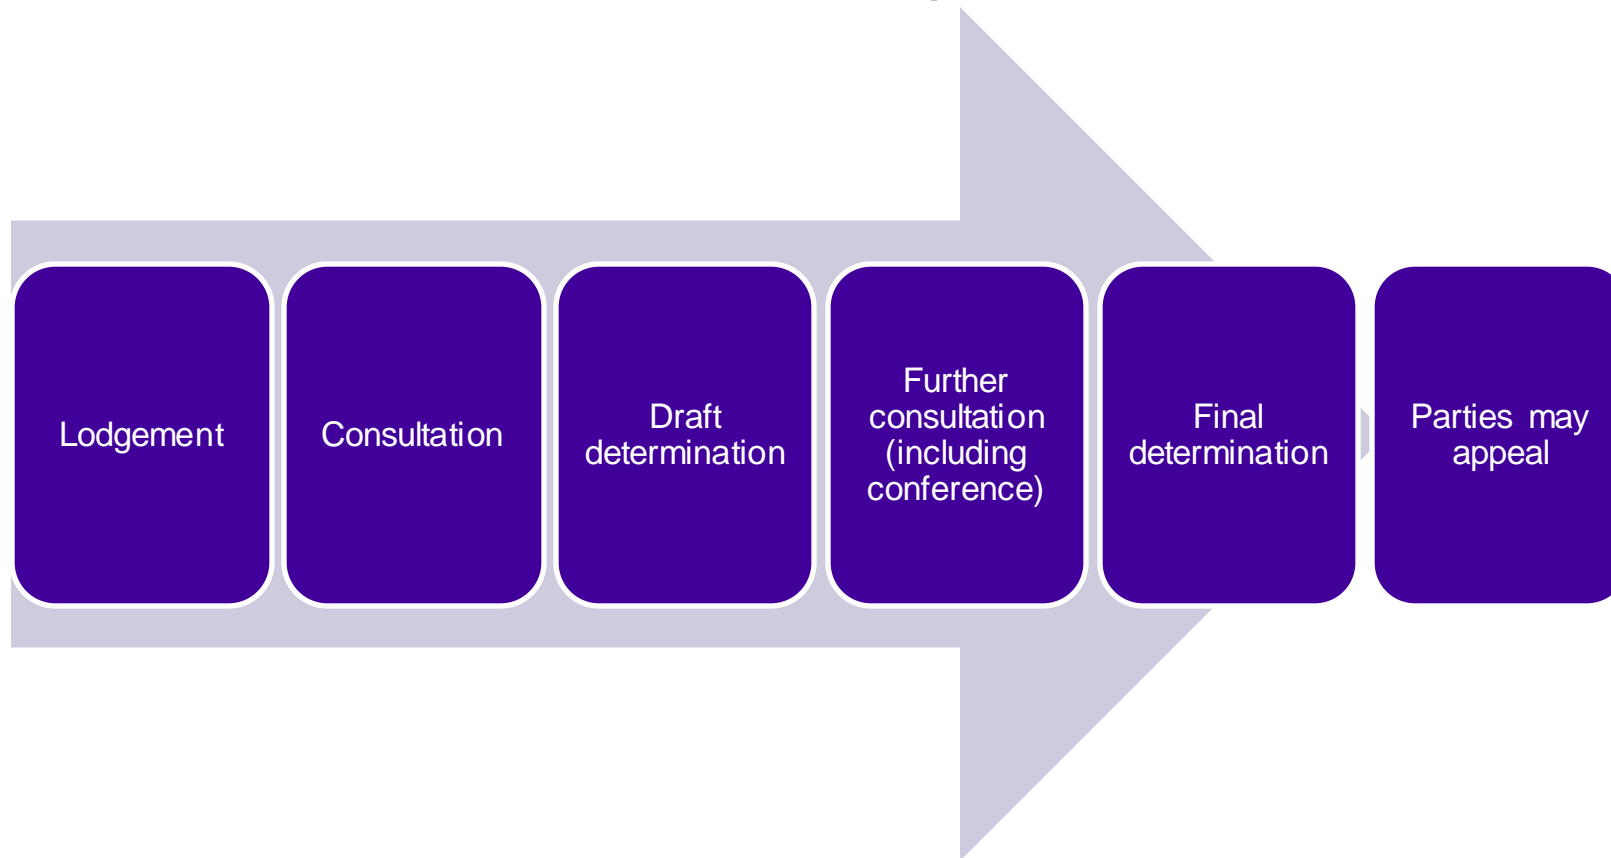 Lodgement
Consultation
Draft
determination
Further
consultation
(including
conference)
Final
determination
Parties may
appeal